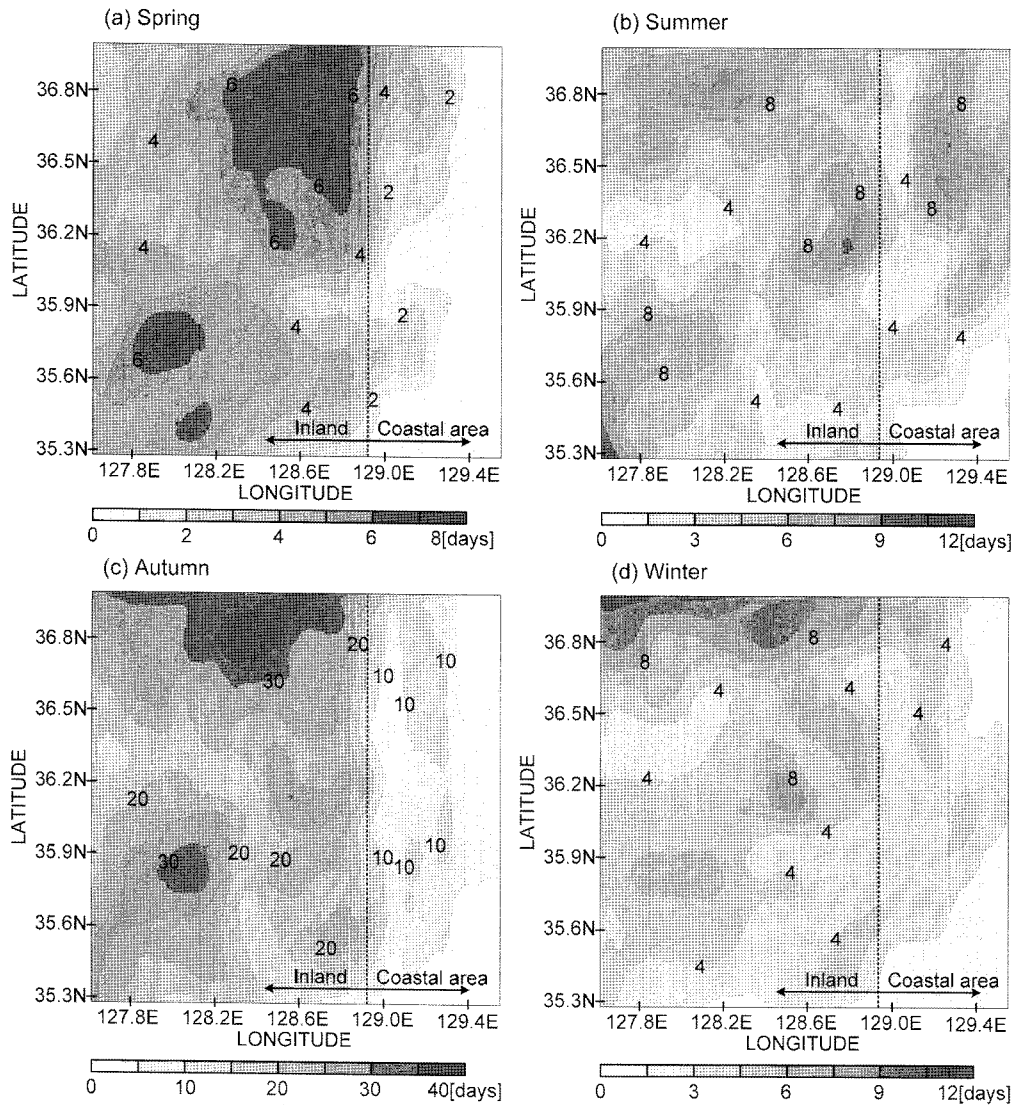 (a) Spring
36.8N
36.5N
36.2N
35.9N
35.6N
35.3N
LATITUDE
6
6
4
2
4
6
2
6
4
4
2
4
6
4
2
Inland
Coastal area
127.8E 128.2E 128.6E 129.0E 129.4E
LONGITUDE
0 2 4 6 8[days]
(b) Summer
36.8N
36.5N
36.2N
35.9N
35.6N
35.3N
LATITUDE
8
8
4
8
4
8
4
8
8
4
4
8
4
4
Inland
Coastal area
127.8E 128.2E 128.6E 129.0E 129.4E
LONGITUDE
0 3 6 9 12[days]
(c) Autumn
36.8N
36.5N
36.2N
35.9N
35.6N
35.3N
LATITUDE
20
10
10
30
10
20
10
30
20
20
10
10
20
Inland
Coastal area
127.8E 128.2E 128.6E 129.0E 129.4E
LONGITUDE
0 10 20 30 40[days]
(d) Winter
36.8N
36.5N
36.2N
35.9N
35.6N
35.3N
LATITUDE
8
4
8
4
4
4
4
8
4
4
4
4
Inland
Coastal area
127.8E 128.2E 128.6E 129.0E 129.4E
LONGITUDE
0 3 6 9 12[days]